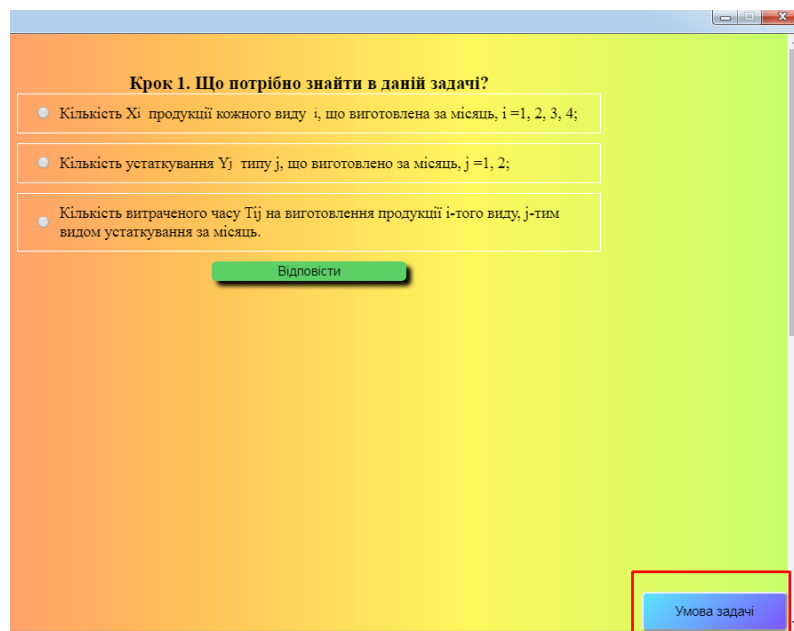 Крок 1. Що потрібно знайти в даній задачі?
Кількість Xi продукції кожного виду i, що виготовлена за місяць, i =1, 2, 3, 4;
Кількість устаткування Yj типу j, що виготовлено за місяць, j =1, 2;
Кількість витраченого часу Tij на виготовлення продукції і-того виду, j-тим
видом устаткування за місяць.
Відповісти
Умова задачі